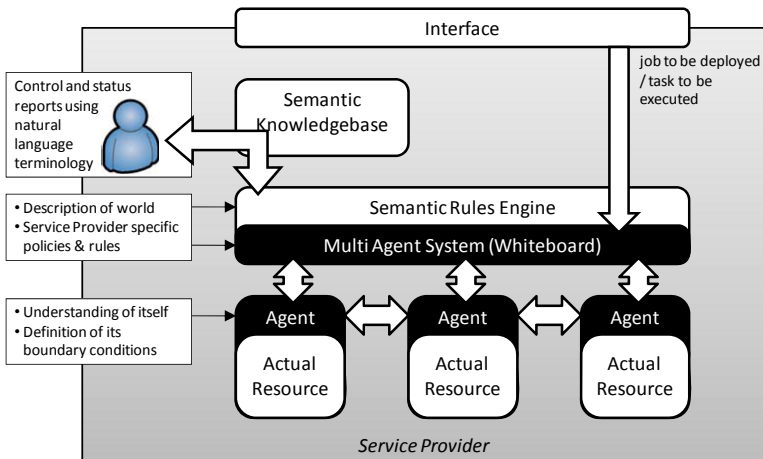 Interface
job to be deployed
/ task to be
executed
Control and status
reports using
natural
language
terminology
Semantic
Knowledgebase
• Description of world
• Service Provider specific
policies & rules
Semantic Rules Engine
Multi Agent System (Whiteboard)
• Understanding of itself
• Definition of its
boundary conditions
Agent
Actual
Resource
Agent
Actual
Resource
Agent
Actual
Resource
Service Provider